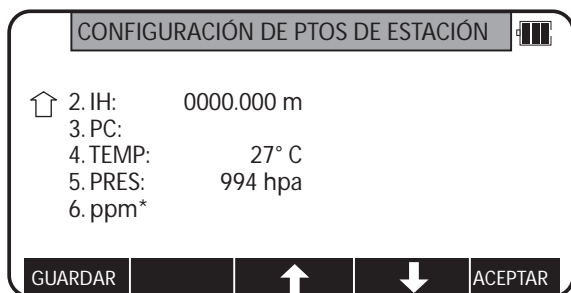 CONFIGURACIÓN DE PTOS DE ESTACIÓN
2. IH: 0000.000 m
3. PC:
4. TEMP: 27° C
5. PRES: 994 hpa
6. ppm*
GUARDAR ACEPTAR